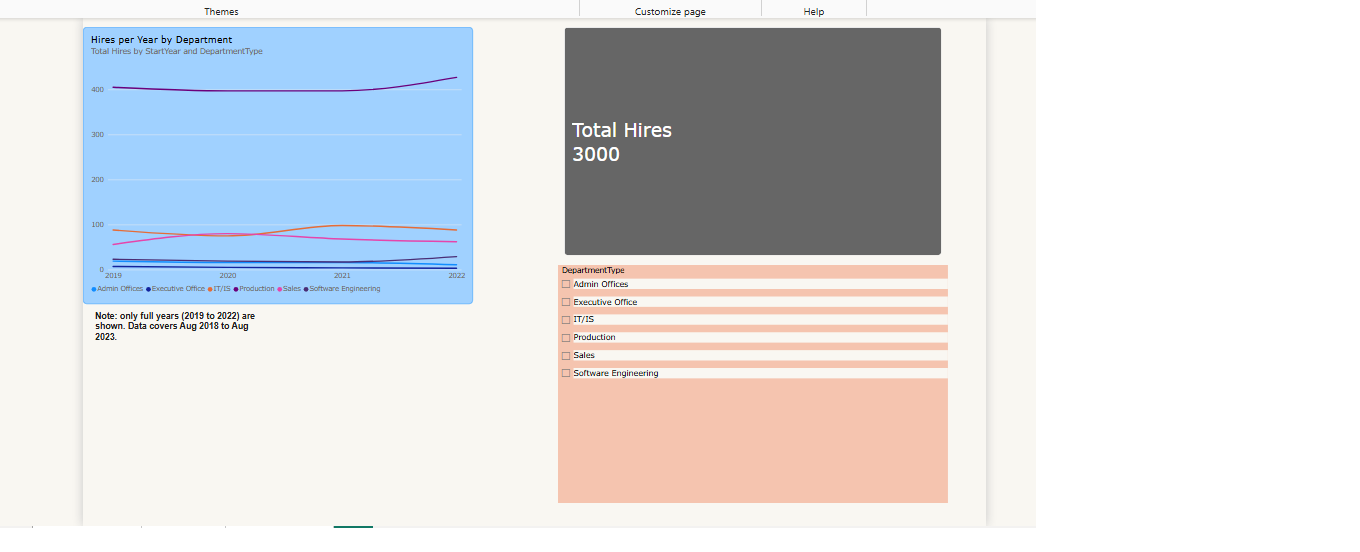 Themes
Customize page
Help
Hires per Year by Department
Total Hires by StartYear and DepartmentType
400
300
200
100
0
2019 2020 2021 2022
Admin Offices Executive Office IT/IS Production Sales Software Engineering
Note: only full years (2019 to 2022) are
shown. Data covers Aug 2018 to Aug
2023.
Total Hires
3000
DepartmentType
Admin Offices
Executive Office
IT/IS
Production
Sales
Software Engineering